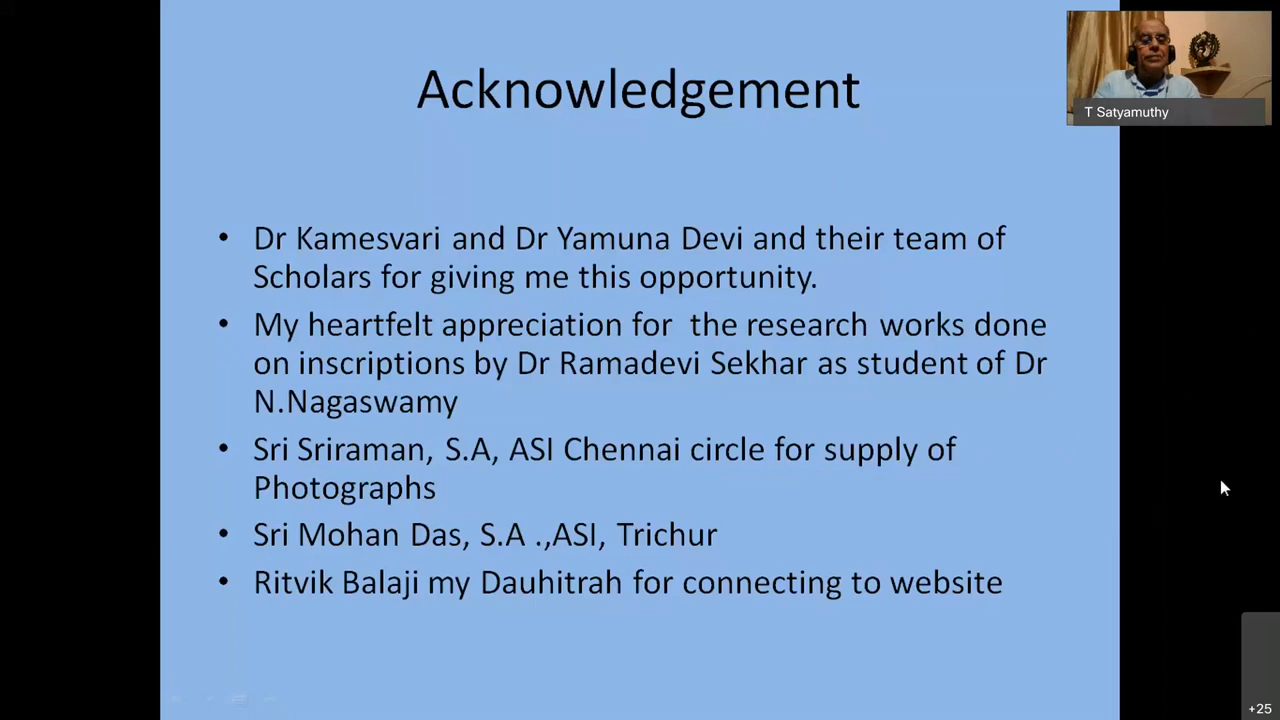 Acknowledgement
T Satyamuthy
• Dr Kamesvari and Dr Yamuna Devi and their team of
Scholars for giving me this opportunity.
• My heartfelt appreciation for  the research works done
on inscriptions by Dr Ramadevi Sekhar as student of Dr
N.Nagaswamy
• Sri Sriraman, S.A, ASI Chennai circle for supply of
Photographs
• Sri Mohan Das, S.A .,ASI, Trichur
• Ritvik Balaji my Dauhitrah for connecting to website
+25